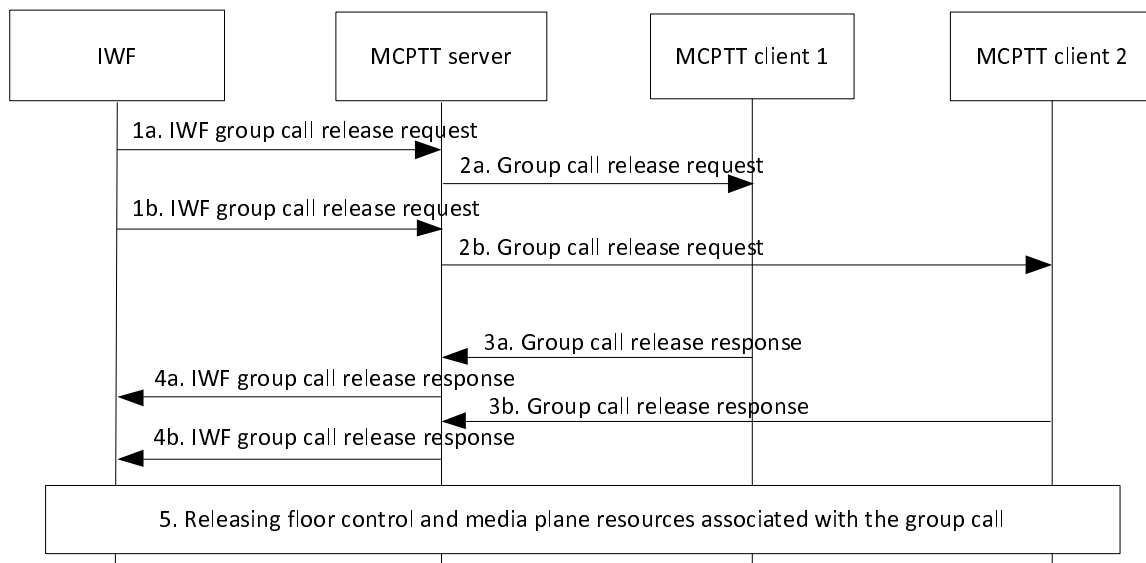 IWF
MCPTT server
MCPTT client 1
MCPTT client 2
1a. IWF group call release request
2a. Group call release request
1b. IWF group call release request
2b. Group call release request
3a. Group call release response
4a. IWF group call release response
3b. Group call release response
4b. IWF group call release response
5. Releasing floor control and media plane resources associated with the group call